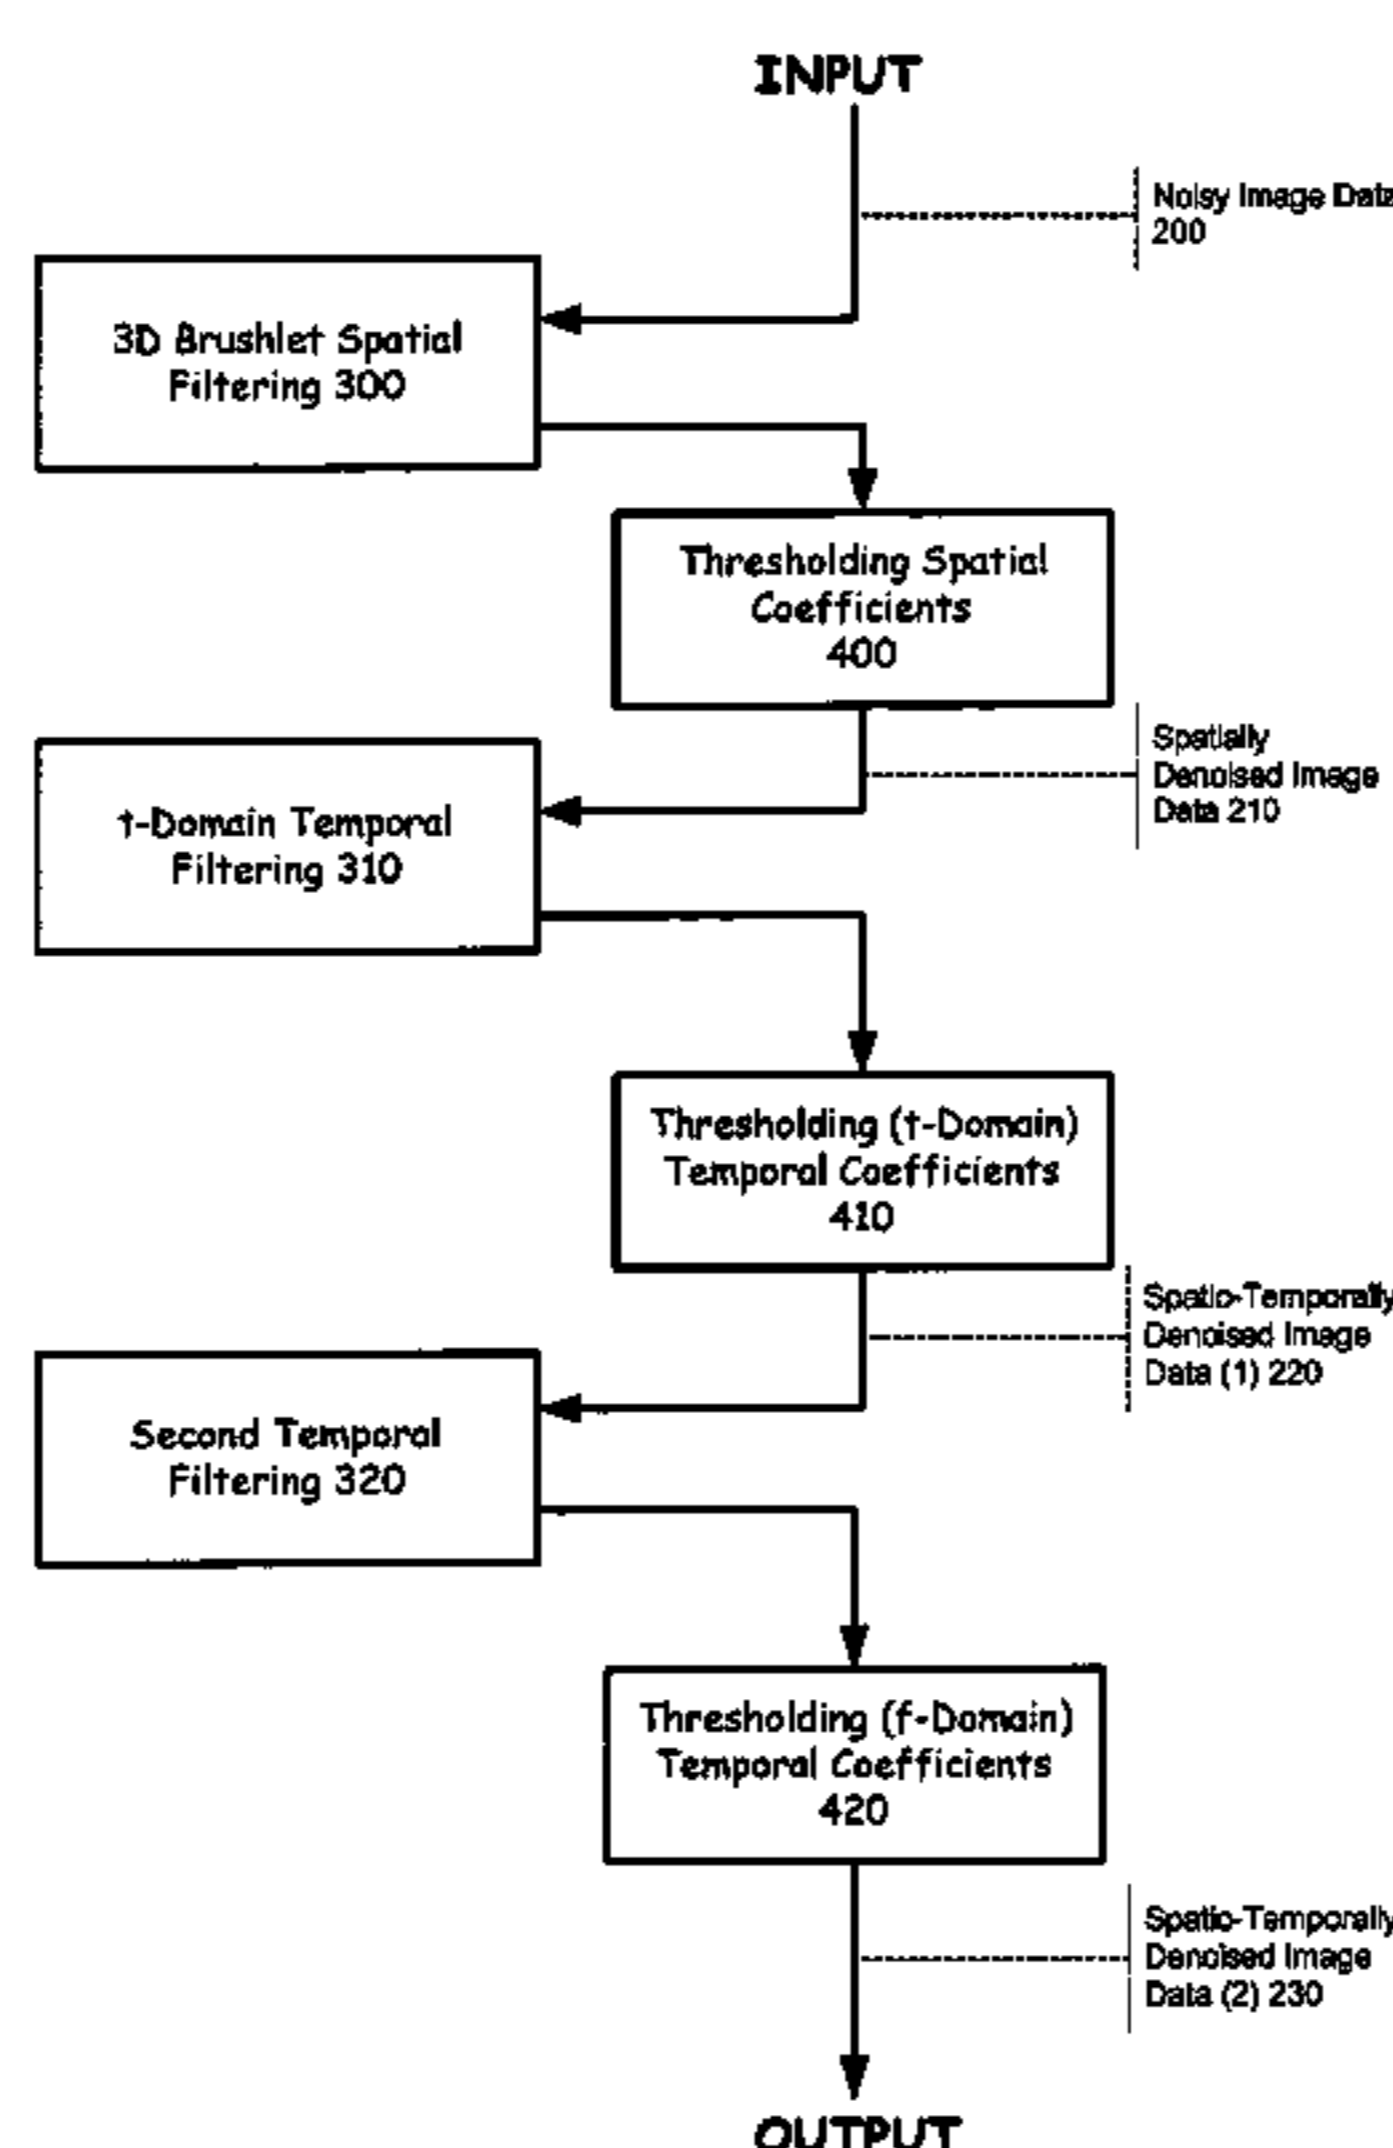 INPUT
Noisy Image Data
200
3D Brushlet Spatial
Filtering 300
Thresholding Spatial
Coefficients
400
Spatially
Denoised Image
Data 210
t-Domain Temporal
Filtering 310
Thresholding (t-Domain)
Temporal Coefficients
410
Spatio-Temporally
Denoised Image
Data (1) 220
Second Temporal
Filtering 320
Thresholding (f-Domain)
Temporal Coefficients
420
Spatio-Temporally
Denoised Image
Data (2) 230
OUTPUT